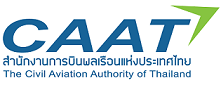 CAAT
สำนักงานการบินพลเรือนแห่งประเทศไทย
The Civil Aviation Authority of Thailand